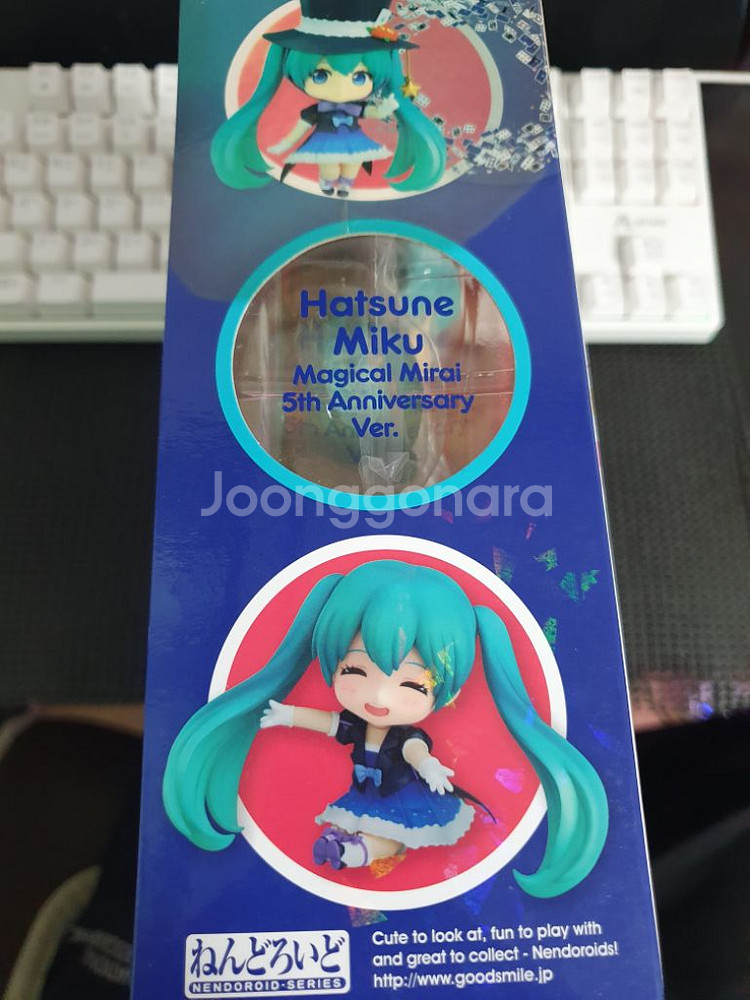 Hatsune
Miku
Magical Mirai
5th Anniversary
Ver.
Joonggonara
ねんどろいど
NENDOROID-SERIES
Cute to look at, fun to play with
and great to collect - Nendoroids!
http://www.goodsmile.jp